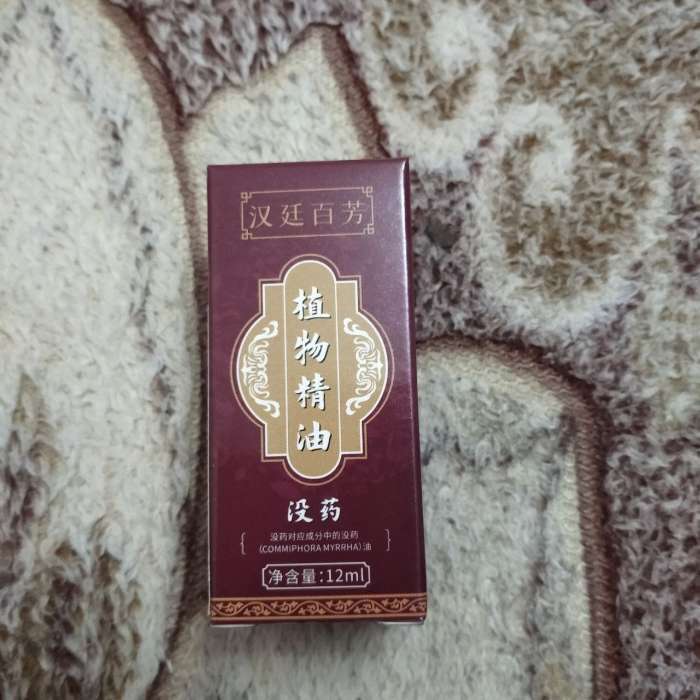 汉廷百芳
植物精油
没药
没药对应成分中的没药
(COMMIPHORA MYRRHA)油
净含量:12ml